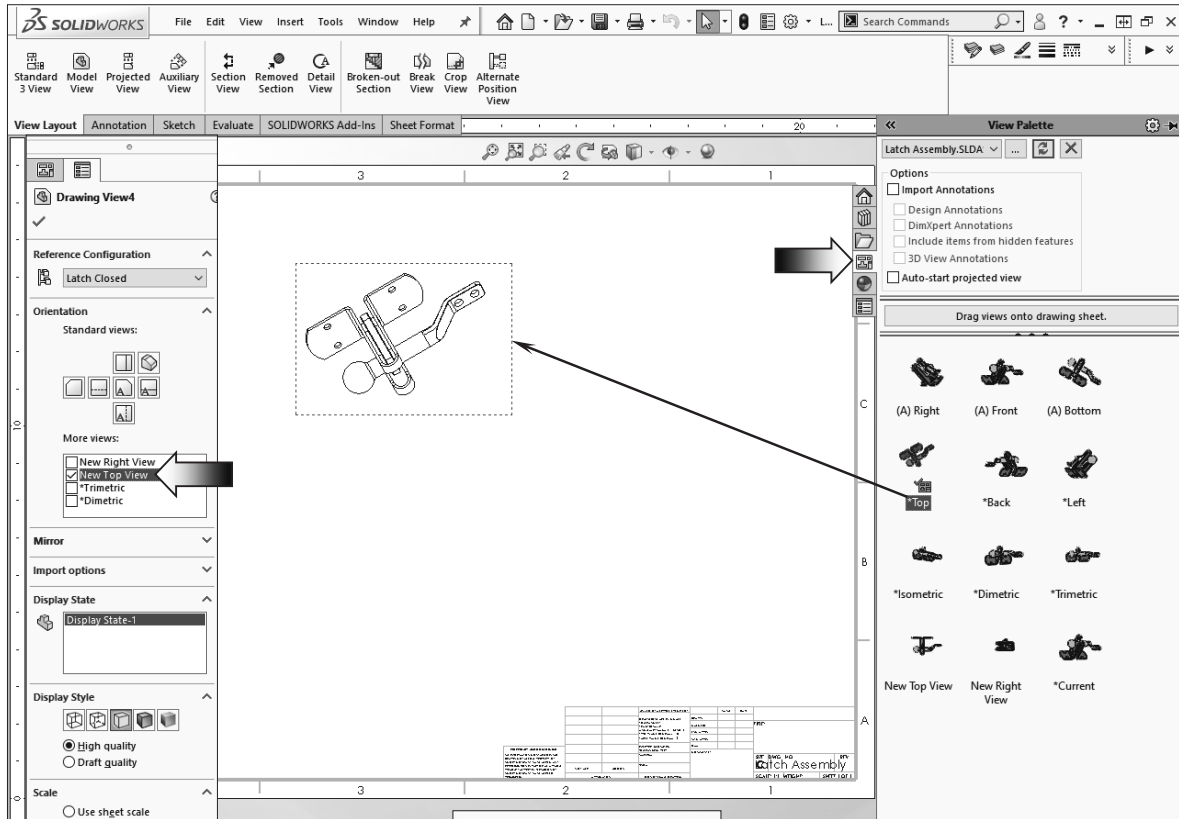 SOLIDWORKS
File Edit View Insert Tools Window Help
L...
Search Commands
?
Standard 3 View
Model View
Projected View
Auxiliary View
Section View
Removed Section
Detail View
Broken-out Section
Break View
Crop View
Alternate Position View
View Layout
Annotation
Sketch
Evaluate
SOLIDWORKS Add-Ins
Sheet Format
20
Drawing View4
Reference Configuration
Latch Closed
Orientation
Standard views:
More views:
New Right View
New Top View
*Trimetric
*Dimetric
Mirror
Import options
Display State
Display State-1
Display Style
High quality
Draft quality
Scale
Use sheet scale
10
0
3 2 1
C
B
A
Latch Assembly
3 2 1
View Palette
Latch Assembly.SLDA
...
Options
Import Annotations
Design Annotations
DimXpert Annotations
Include items from hidden features
3D View Annotations
Auto-start projected view
Drag views onto drawing sheet.
(A) Right
(A) Front
(A) Bottom
*Top
*Back
*Left
*Isometric
*Dimetric
*Trimetric
New Top View
New Right View
*Current